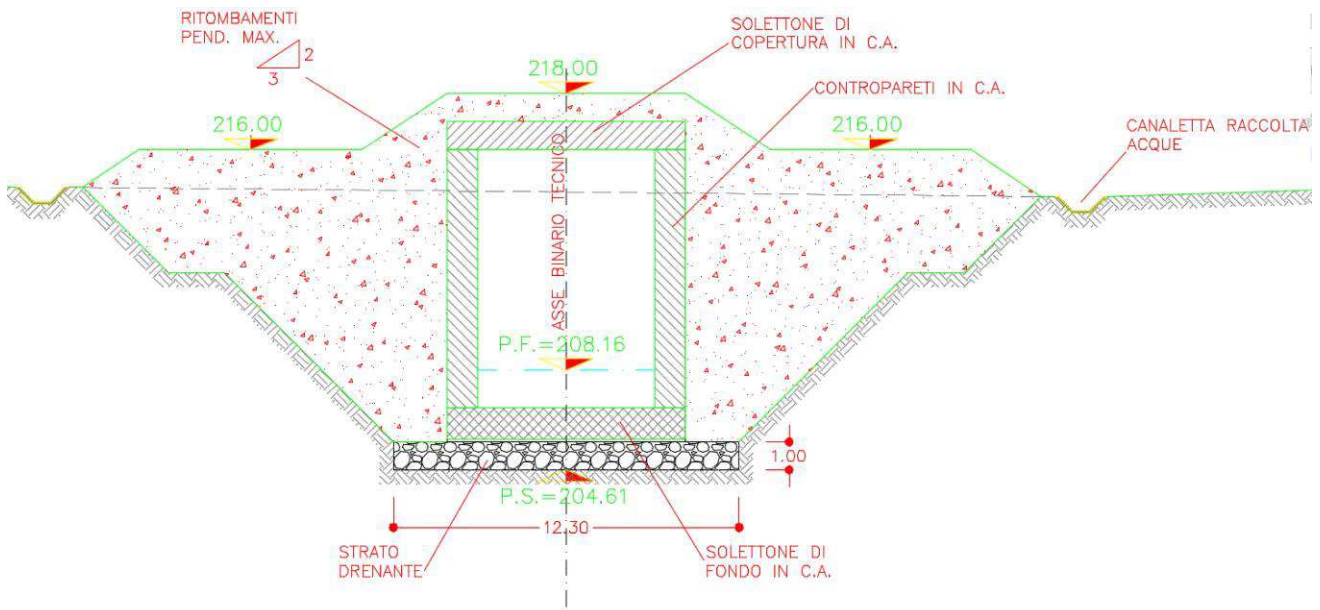 RITOMBAMENTI
PEND. MAX.
2
3
SOLETTONE DI
COPERTURA IN C.A.
218.00
CONTROPARETI IN C.A.
216.00
216.00
CANALETTA RACCOLTA
ACQUE
ASSE BINARIO TECNICO
P.F.=208.16
1.00
P.S.=204.61
12.30
STRATO
DRENANTE
SOLETTONE DI
FONDO IN C.A.